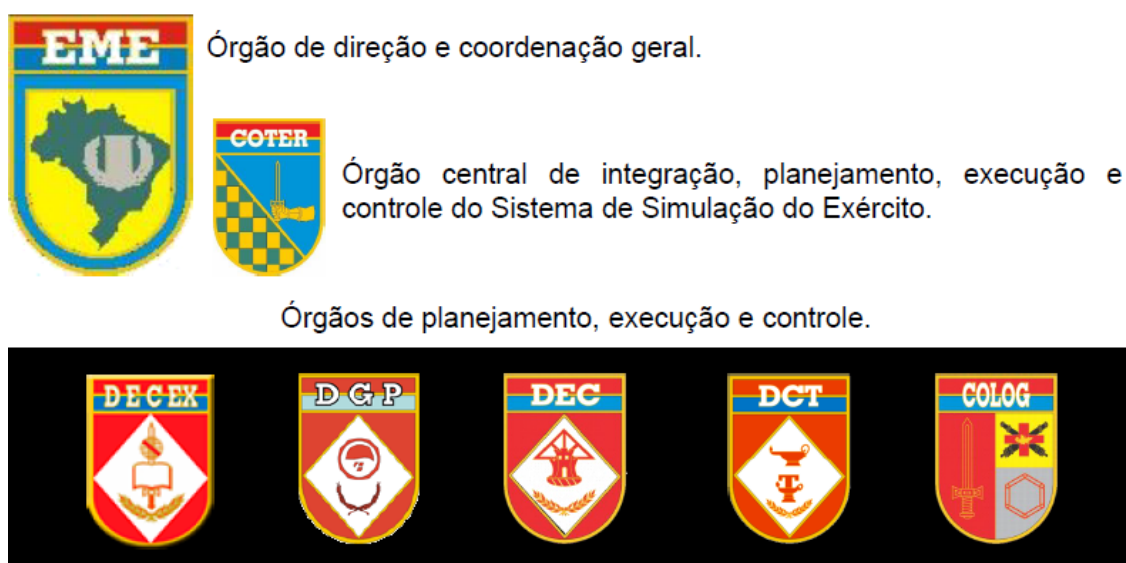 EME
Órgão de direção e coordenação geral.
COTER
Órgão central de integração, planejamento, execução e
controle do Sistema de Simulação do Exército.
Órgãos de planejamento, execução e controle.
DECEX
DGP
DEC
DCT
COLOG